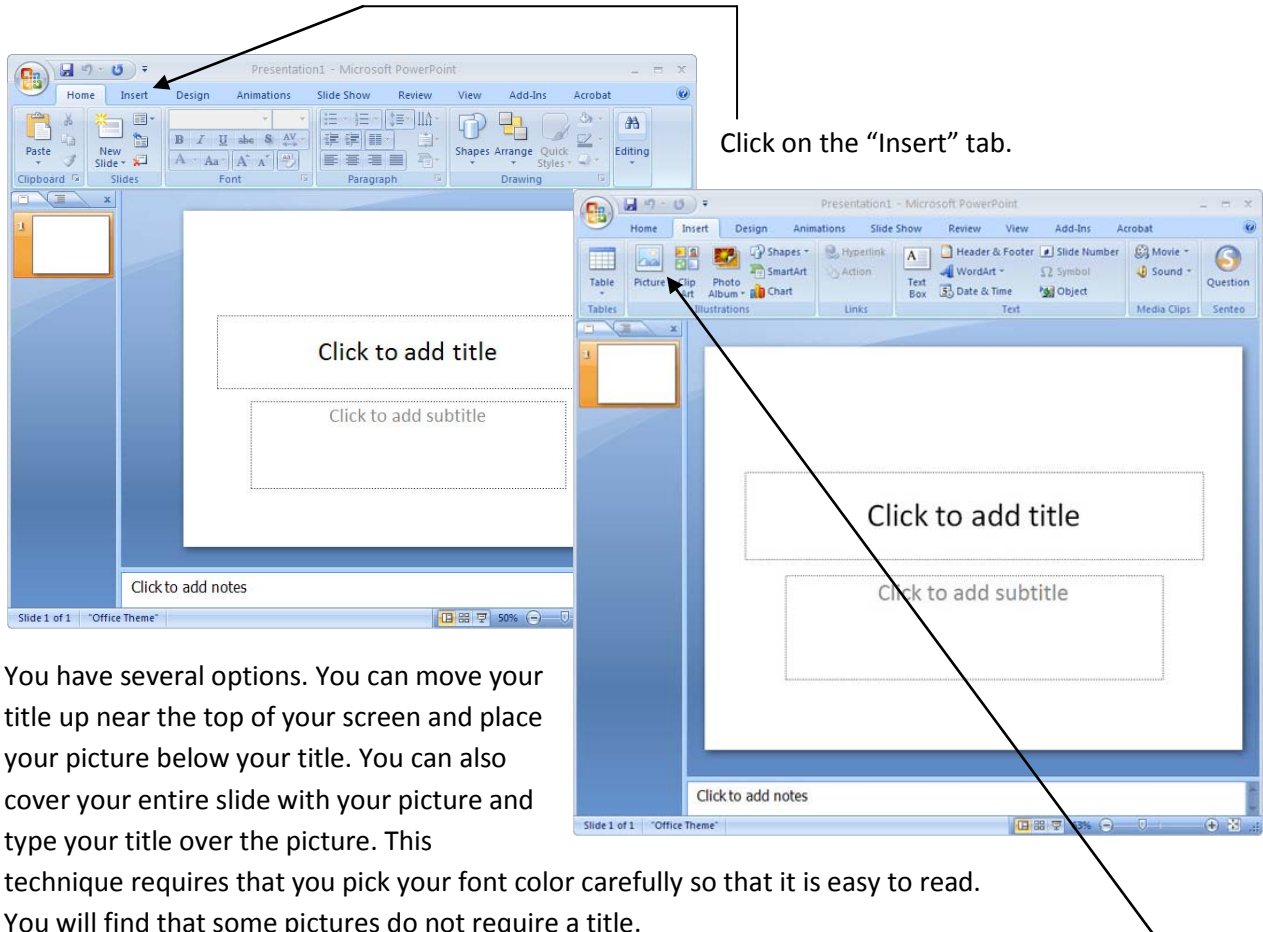 Presentation1 - Microsoft PowerPoint
Home Insert Design Animations Slide Show Review View Add-Ins Acrobat
Paste
New
Slide
B I U abe S AV
A Aa A A
Shapes Arrange Quick
Styles
Editing
Clipboard Slides Font Paragraph Drawing
1
Click to add title
Click to add subtitle
Click to add notes
Slide 1 of 1 "Office Theme" 50%
Click on the “Insert” tab.
Presentation1 - Microsoft PowerPoint
Home Insert Design Animations Slide Show Review View Add-Ins Acrobat
Table
Picture
Clip
Art
Photo
Album
Shapes
SmartArt
Chart
Hyperlink
Action
A
Text
Box
Header & Footer
WordArt
Date & Time
# Slide Number
Ω Symbol
Object
Movie
Sound
Question
Tables Illustrations Links Text Media Clips Senteo
1
Click to add title
Click to add subtitle
Click to add notes
Slide 1 of 1 "Office Theme" 63%
You have several options. You can move your
title up near the top of your screen and place
your picture below your title. You can also
cover your entire slide with your picture and
type your title over the picture. This
technique requires that you pick your font color carefully so that it is easy to read.
You will find that some pictures do not require a title.